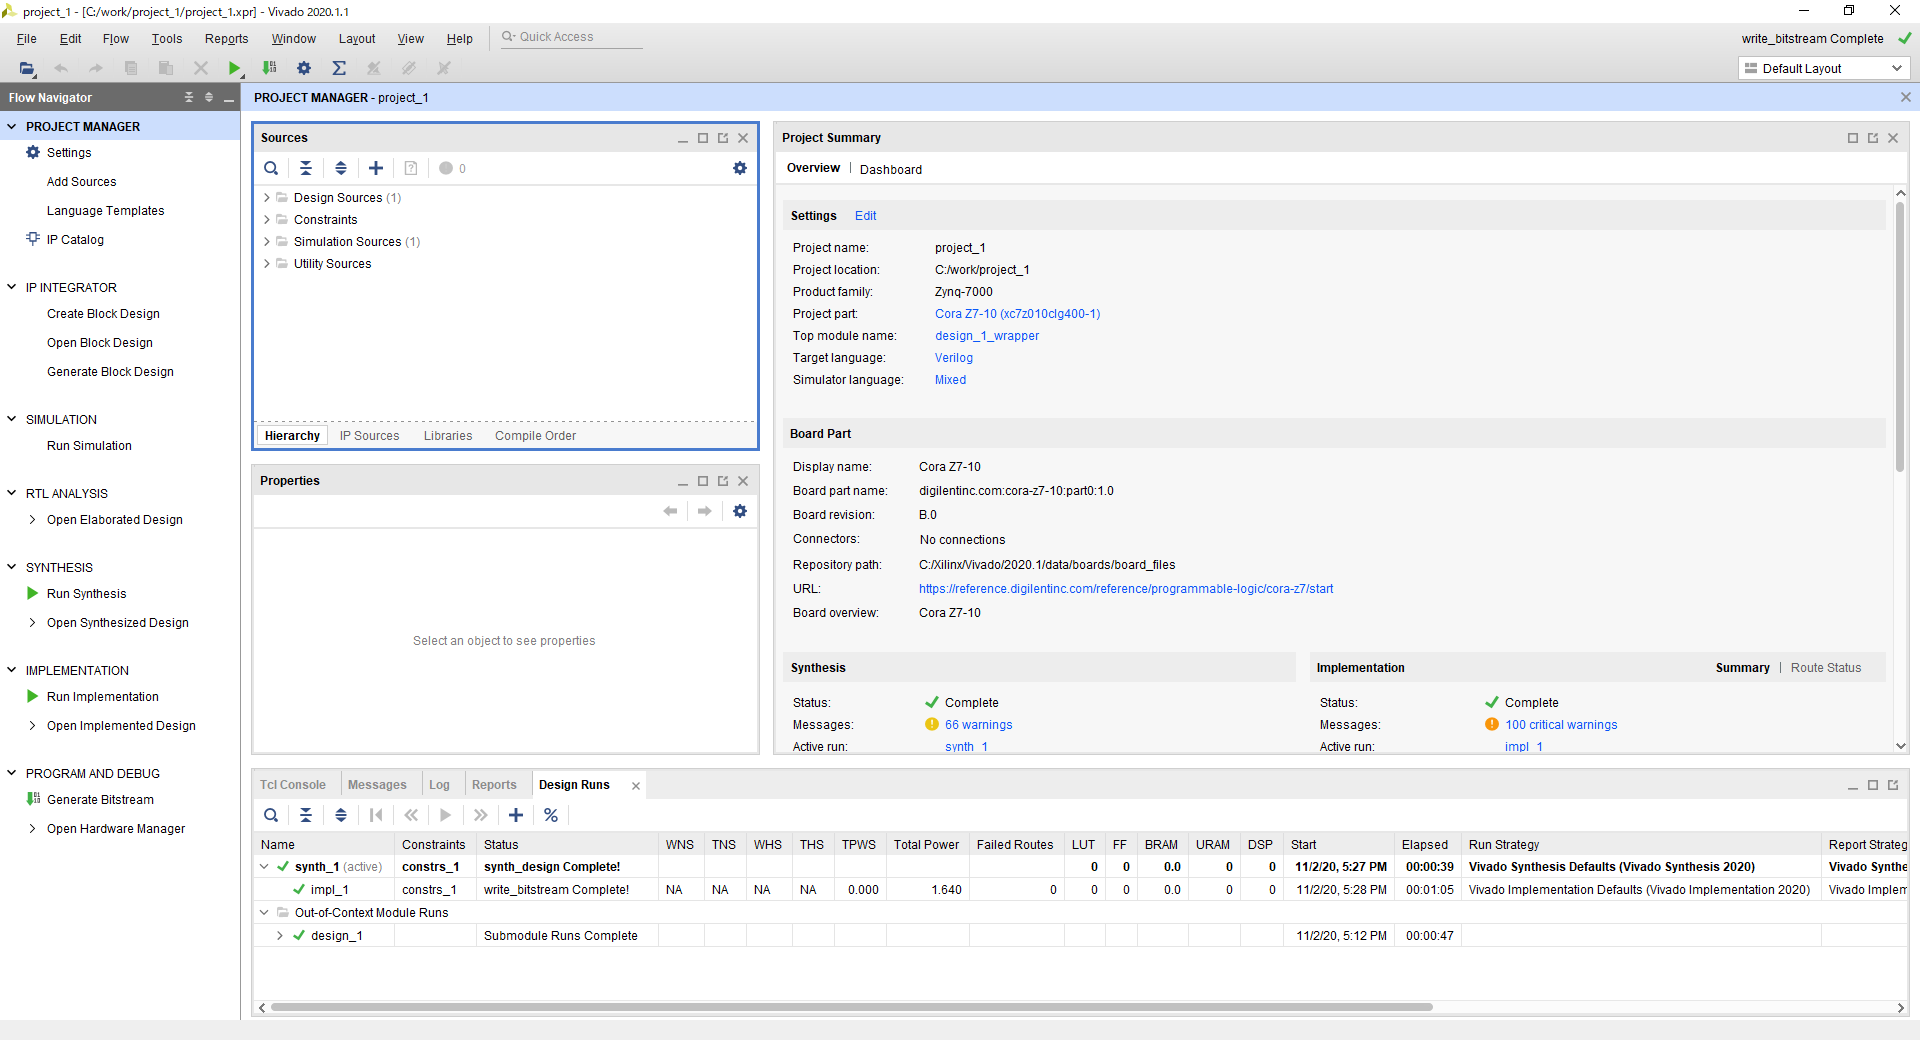 project_1 - [C:/work/project_1/project_1.xpr] - Vivado 2020.1.1
File Edit Flow Tools Reports Window Layout View Help Quick Access
write_bitstream Complete
Default Layout
Flow Navigator
PROJECT MANAGER
Settings
Add Sources
Language Templates
IP Catalog
IP INTEGRATOR
Create Block Design
Open Block Design
Generate Block Design
SIMULATION
Run Simulation
RTL ANALYSIS
Open Elaborated Design
SYNTHESIS
Run Synthesis
Open Synthesized Design
IMPLEMENTATION
Run Implementation
Open Implemented Design
PROGRAM AND DEBUG
Generate Bitstream
Open Hardware Manager
PROJECT MANAGER - project_1
Sources
0
Design Sources (1)
Constraints
Simulation Sources (1)
Utility Sources
Hierarchy IP Sources Libraries Compile Order
Properties
Select an object to see properties
Project Summary
Overview | Dashboard
Settings Edit
Project name: project_1
Project location: C:/work/project_1
Product family: Zynq-7000
Project part: Cora Z7-10 (xc7z010clg400-1)
Top module name: design_1_wrapper
Target language: Verilog
Simulator language: Mixed
Board Part
Display name: Cora Z7-10
Board part name: digilentinc.com:cora-z7-10:part0:1.0
Board revision: B.0
Connectors: No connections
Repository path: C:/Xilinx/Vivado/2020.1/data/boards/board_files
URL: https://reference.digilentinc.com/reference/programmable-logic/cora-z7/start
Board overview: Cora Z7-10
Synthesis
Status: Complete
Messages: 66 warnings
Active run: synth_1
Implementation Summary | Route Status
Status: Complete
Messages: 100 critical warnings
Active run: impl_1
Tcl Console Messages Log Reports Design Runs
Name Constraints Status WNS TNS WHS THS TPWS Total Power Failed Routes LUT FF BRAM URAM DSP Start Elapsed Run Strategy Report Strateg
synth_1 (active) constrs_1 synth_design Complete! 0 0 0.0 0 0 11/2/20, 5:27 PM 00:00:39 Vivado Synthesis Defaults (Vivado Synthesis 2020) Vivado Synthe
impl_1 constrs_1 write_bitstream Complete! NA NA NA NA 0.000 1.640 0 0 0 0.0 0 0 11/2/20, 5:28 PM 00:01:05 Vivado Implementation Defaults (Vivado Implementation 2020) Vivado Implem
Out-of-Context Module Runs
design_1 Submodule Runs Complete 11/2/20, 5:12 PM 00:00:47